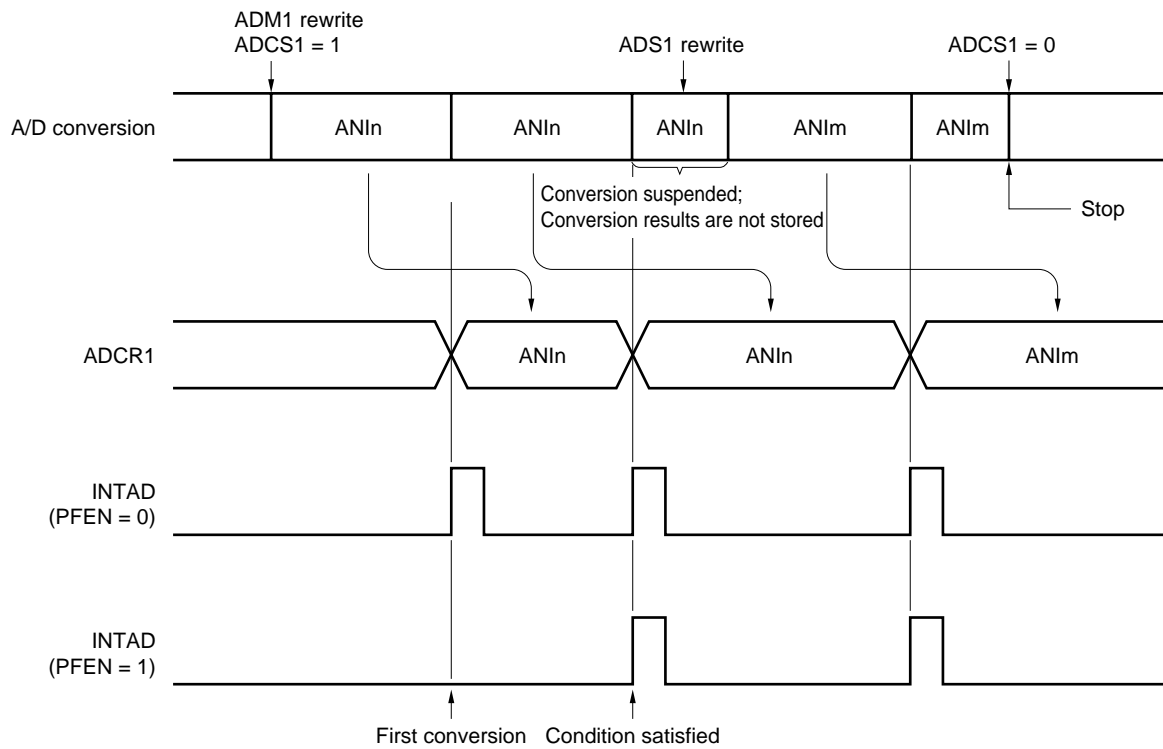 ADM1 rewrite
ADCS1 = 1
ADS1 rewrite
ADCS1 = 0
A/D conversion
ANIn
ANIn
ANIn
ANIm
ANIm
Conversion suspended;
Conversion results are not stored
Stop
ADCR1
ANIn
ANIn
ANIm
INTAD
(PFEN = 0)
INTAD
(PFEN = 1)
First conversion
Condition satisfied